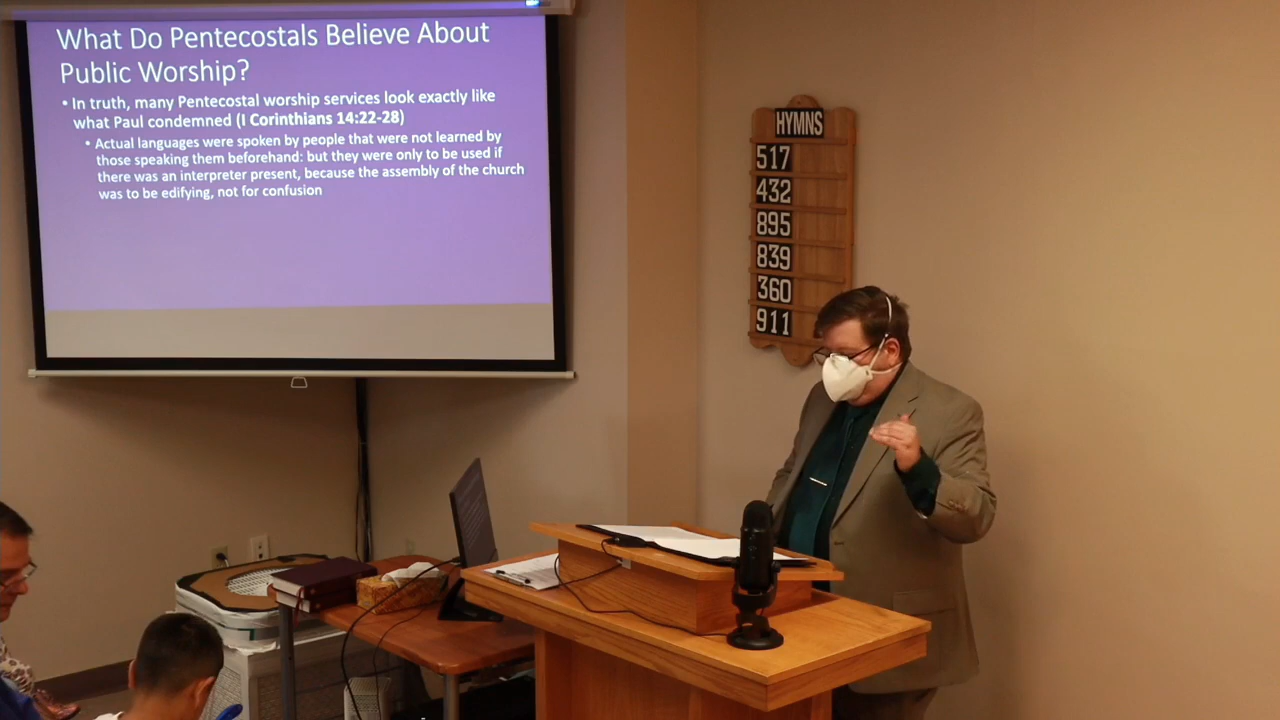 What Do Pentecostals Believe About
Public Worship?
• In truth, many Pentecostal worship services look exactly like
what Paul condemned (I Corinthians 14:22-28)
• Actual languages were spoken by people that were not learned by
those speaking them beforehand: but they were only to be used if
there was an interpreter present, because the assembly of the church
was to be edifying, not for confusion
HYMNS
517
432
895
839
360
911